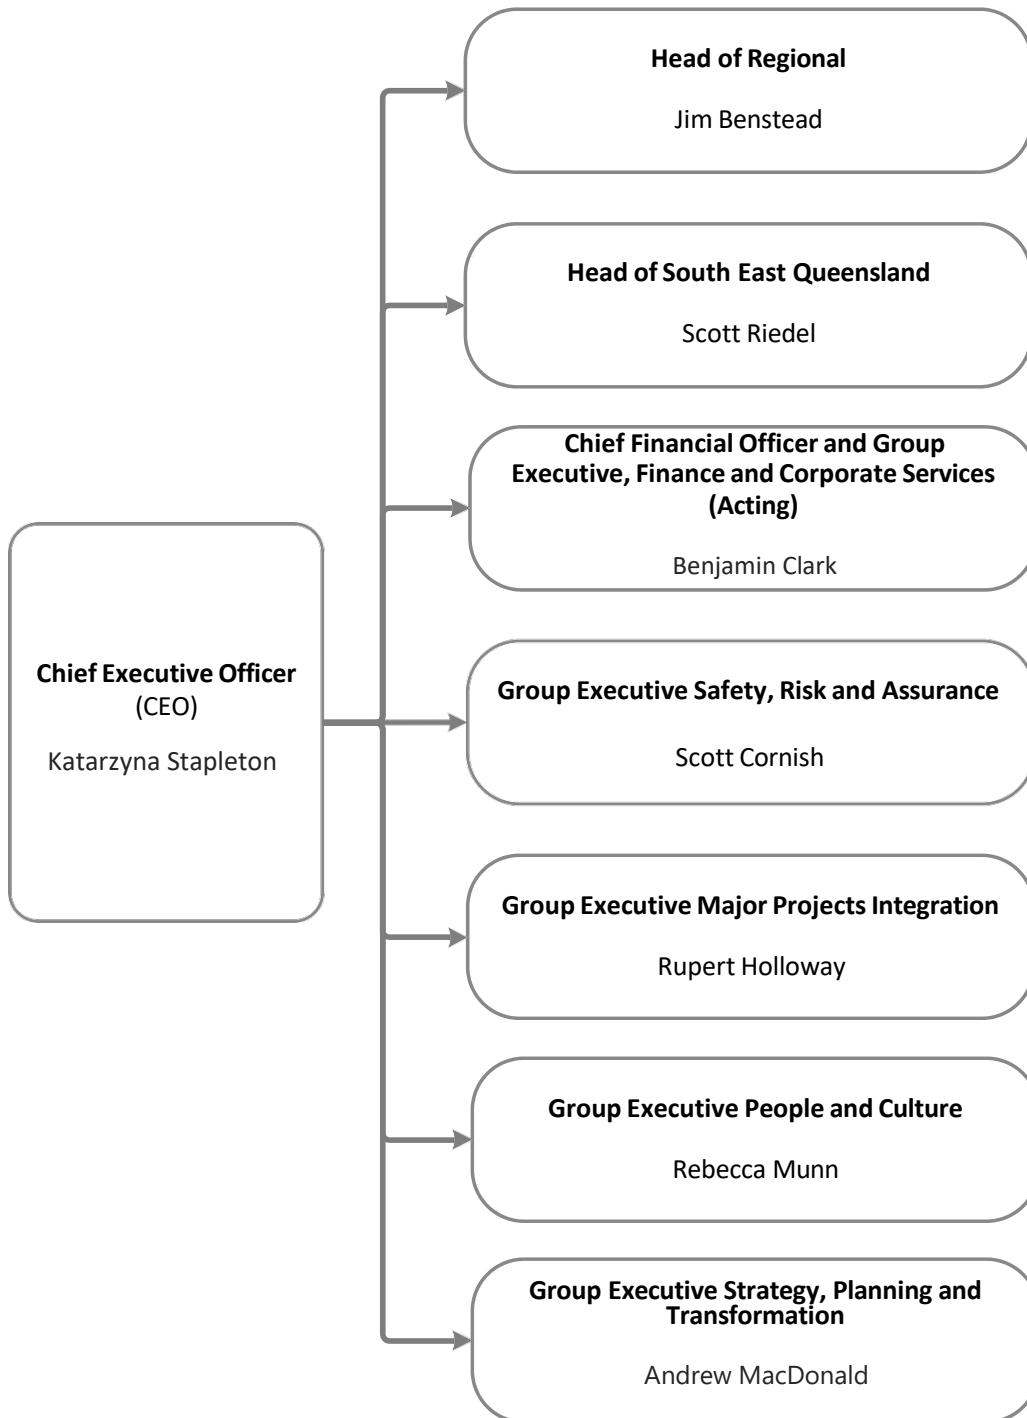 Head of Regional
Jim Benstead
Head of South East Queensland
Scott Riedel
Chief Financial Officer and Group
Executive, Finance and Corporate Services
(Acting)
Benjamin Clark
Chief Executive Officer
(CEO)
Katarzyna Stapleton
Group Executive Safety, Risk and Assurance
Scott Cornish
Group Executive Major Projects Integration
Rupert Holloway
Group Executive People and Culture
Rebecca Munn
Group Executive Strategy, Planning and
Transformation
Andrew MacDonald